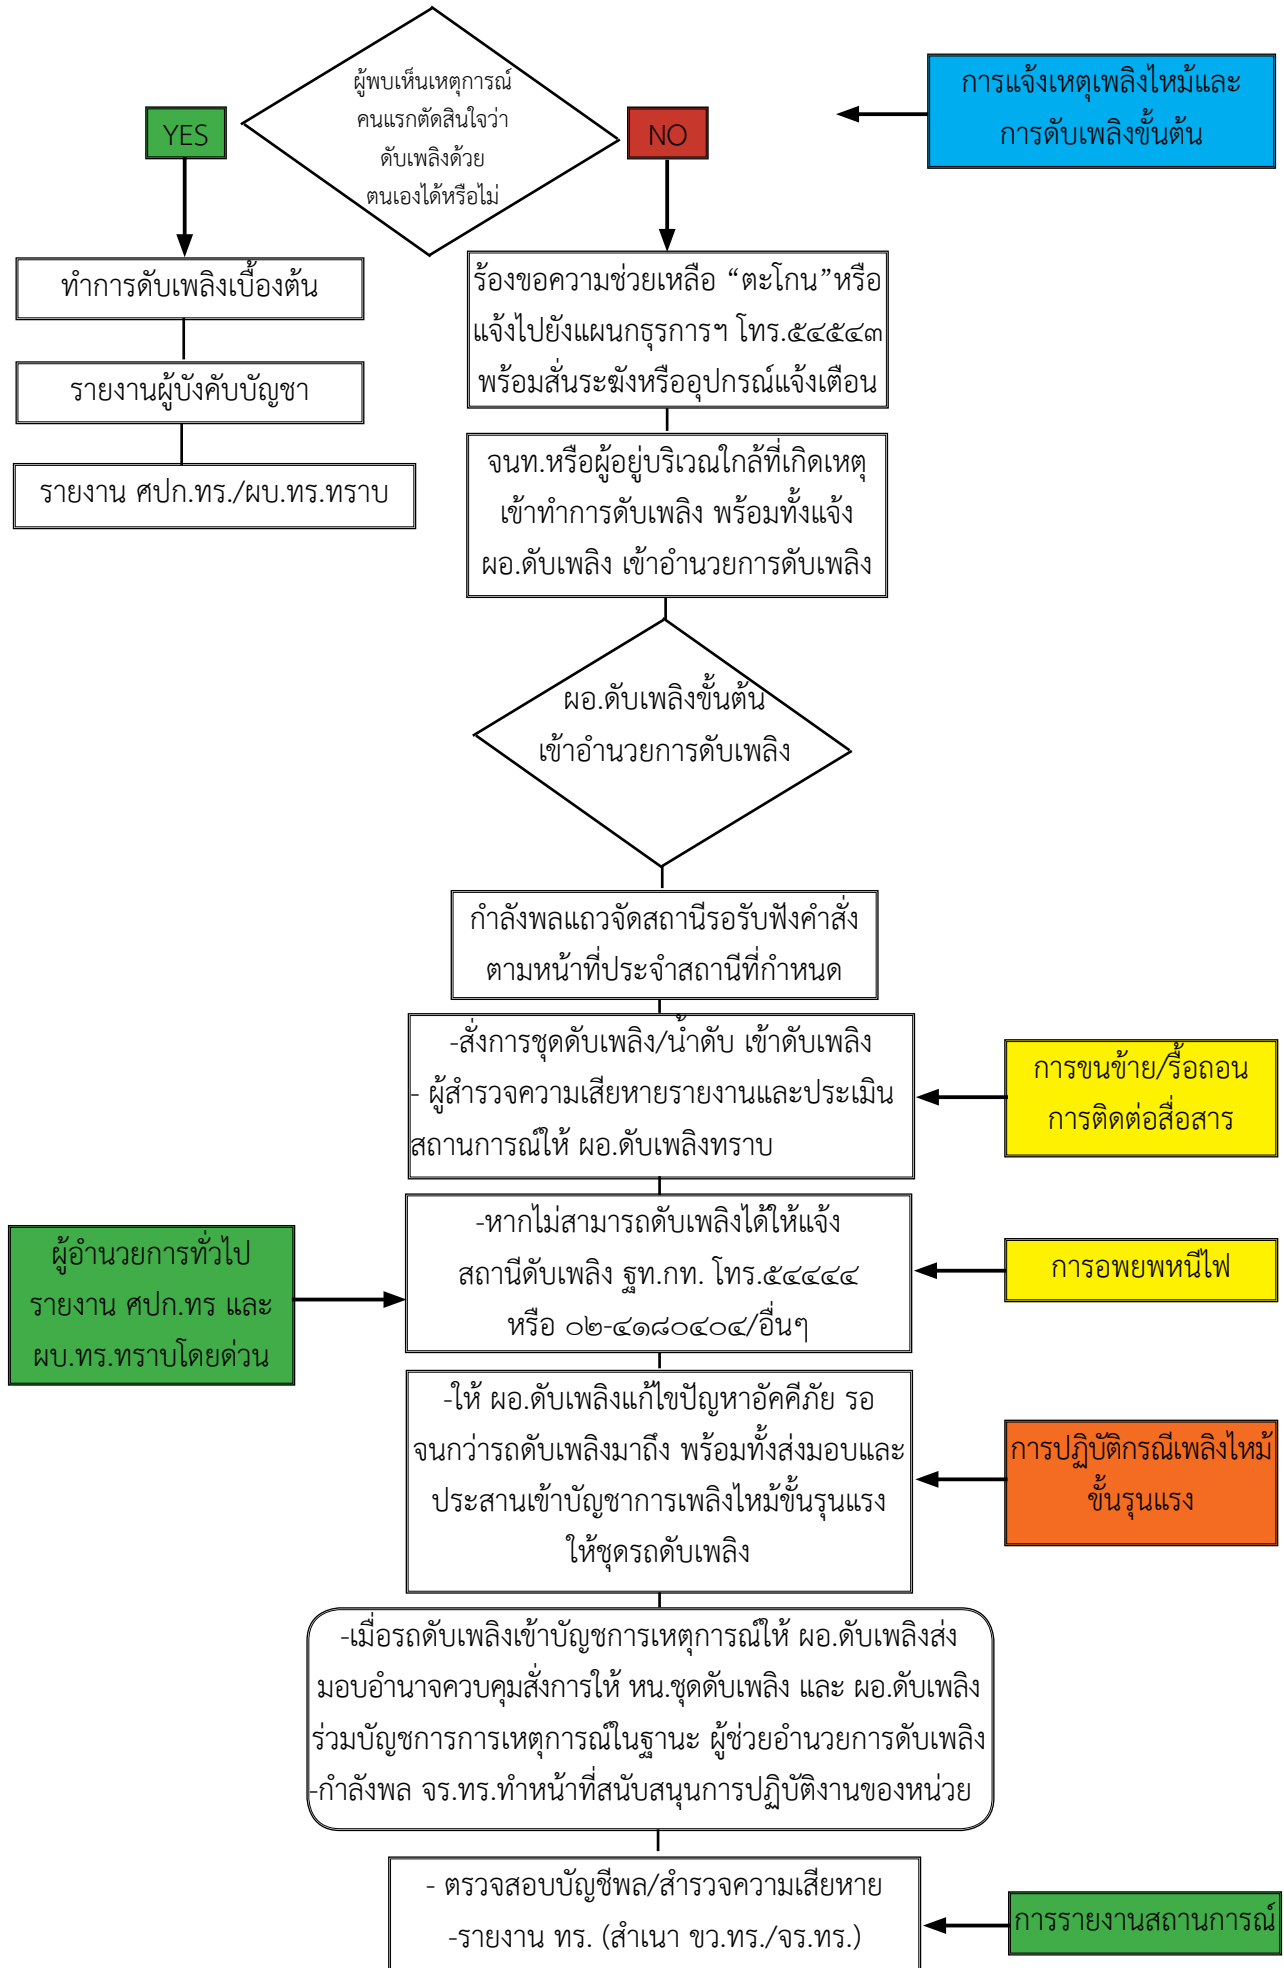 ผู้พบเห็นเหตุการณ์
คนแรกตัดสินใจว่า
ดับเพลิงด้วย
ตนเองได้หรือไม่
YES
NO
การแจ้งเหตุเพลิงไหม้และ
การดับเพลิงขั้นต้น
ทำการดับเพลิงเบื้องต้น
รายงานผู้บังคับบัญชา
รายงาน ศปก.ทร./ผบ.ทร.ทราบ
ร้องขอความช่วยเหลือ “ตะโกน”หรือ
แจ้งไปยังแผนกธุรการฯ โทร.๕๔๕๔๓
พร้อมสั่นระฆังหรืออุปกรณ์แจ้งเตือน
จนท.หรือผู้อยู่บริเวณใกล้ที่เกิดเหตุ
เข้าทำการดับเพลิง พร้อมทั้งแจ้ง
ผอ.ดับเพลิง เข้าอำนวยการดับเพลิง
ผอ.ดับเพลิงขั้นต้น
เข้าอำนวยการดับเพลิง
กำลังพลแถวจัดสถานีรอรับฟังคำสั่ง
ตามหน้าที่ประจำสถานีที่กำหนด
-สั่งการชุดดับเพลิง/น้ำดับ เข้าดับเพลิง
- ผู้สำรวจความเสียหายรายงานและประเมิน
สถานการณ์ให้ ผอ.ดับเพลิงทราบ
การขนข้าย/รื้อถอน
การติดต่อสื่อสาร
-หากไม่สามารถดับเพลิงได้ให้แจ้ง
สถานีดับเพลิง ฐท.กท. โทร.๕๔๔๔๔
หรือ ๐๒-๔๑๘๐๔๐๔/อื่นๆ
ผู้อำนวยการทั่วไป
รายงาน ศปก.ทร และ
ผบ.ทร.ทราบโดยด่วน
การอพยพหนีไฟ
-ให้ ผอ.ดับเพลิงแก้ไขปัญหาอัคคีภัย รอ
จนกว่ารถดับเพลิงมาถึง พร้อมทั้งส่งมอบและ
ประสานเข้าบัญชาการเพลิงไหม้ขั้นรุนแรง
ให้ชุดรถดับเพลิง
การปฏิบัติกรณีเพลิงไหม้
ขั้นรุนแรง
-เมื่อรถดับเพลิงเข้าบัญชการเหตุการณ์ให้ ผอ.ดับเพลิงส่ง
มอบอำนาจควบคุมสั่งการให้ หน.ชุดดับเพลิง และ ผอ.ดับเพลิง
ร่วมบัญชการการเหตุการณ์ในฐานะ ผู้ช่วยอำนวยการดับเพลิง
-กำลังพล จร.ทร.ทำหน้าที่สนับสนุนการปฏิบัติงานของหน่วย
- ตรวจสอบบัญชีพล/สำรวจความเสียหาย
-รายงาน ทร. (สำเนา ขว.ทร./จร.ทร.)
การรายงานสถานการณ์